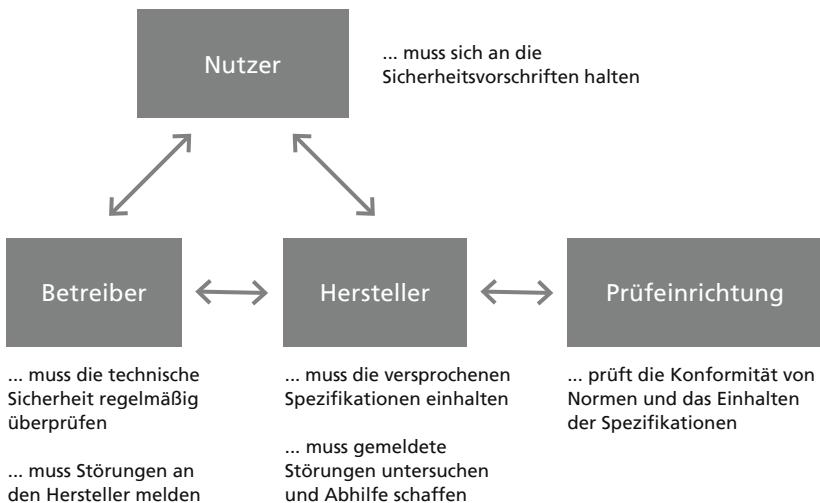 Nutzer
... muss sich an die
Sicherheitsvorschriften halten
Betreiber
Hersteller
Prüfeinrichtung
... muss die technische
Sicherheit regelmäßig
überprüfen
... muss Störungen an
den Hersteller melden
... muss die versprochenen
Spezifikationen einhalten
... muss gemeldete
Störungen untersuchen
und Abhilfe schaffen
... prüft die Konformität von
Normen und das Einhalten
der Spezifikationen